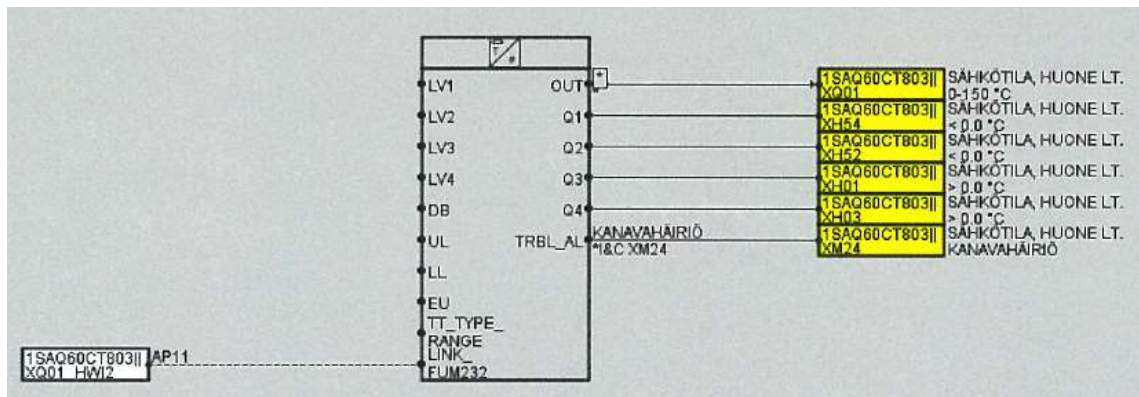 T
#
LV1
LV2
LV3
LV4
DB
UL
LL
EU
TT_TYPE_
RANGE
LINK_
FUM232
OUT
Q1
Q2
Q3
Q4
TRBL_AL
*
KANAVAHÄIRIÖ
*I&C XM24
1SAQ60CT803||
XQ01 HWI2
AP11
1SAQ60CT803||
XQ01
SÄHKÖTILA, HUONE LT.
0-150 °C
1SAQ60CT803||
XH54
SÄHKÖTILA, HUONE LT.
< 0.0 °C
1SAQ60CT803||
XH52
SÄHKÖTILA, HUONE LT.
< 0.0 °C
1SAQ60CT803||
XH01
SÄHKÖTILA, HUONE LT.
> 0.0 °C
1SAQ60CT803||
XH03
SÄHKÖTILA, HUONE LT.
> 0.0 °C
1SAQ60CT803||
XM24
SÄHKÖTILA, HUONE LT.
KANAVAHÄIRIÖ